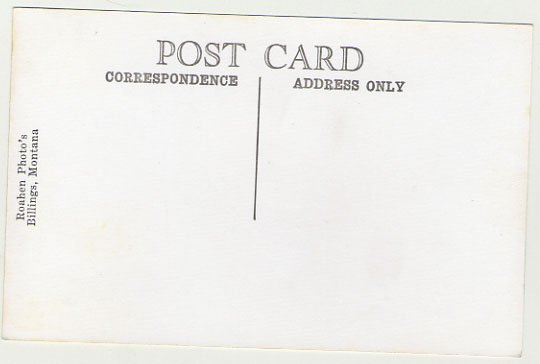 POST CARD
CORRESPONDENCE
ADDRESS ONLY
Roahen Photo's
Billings, Montana